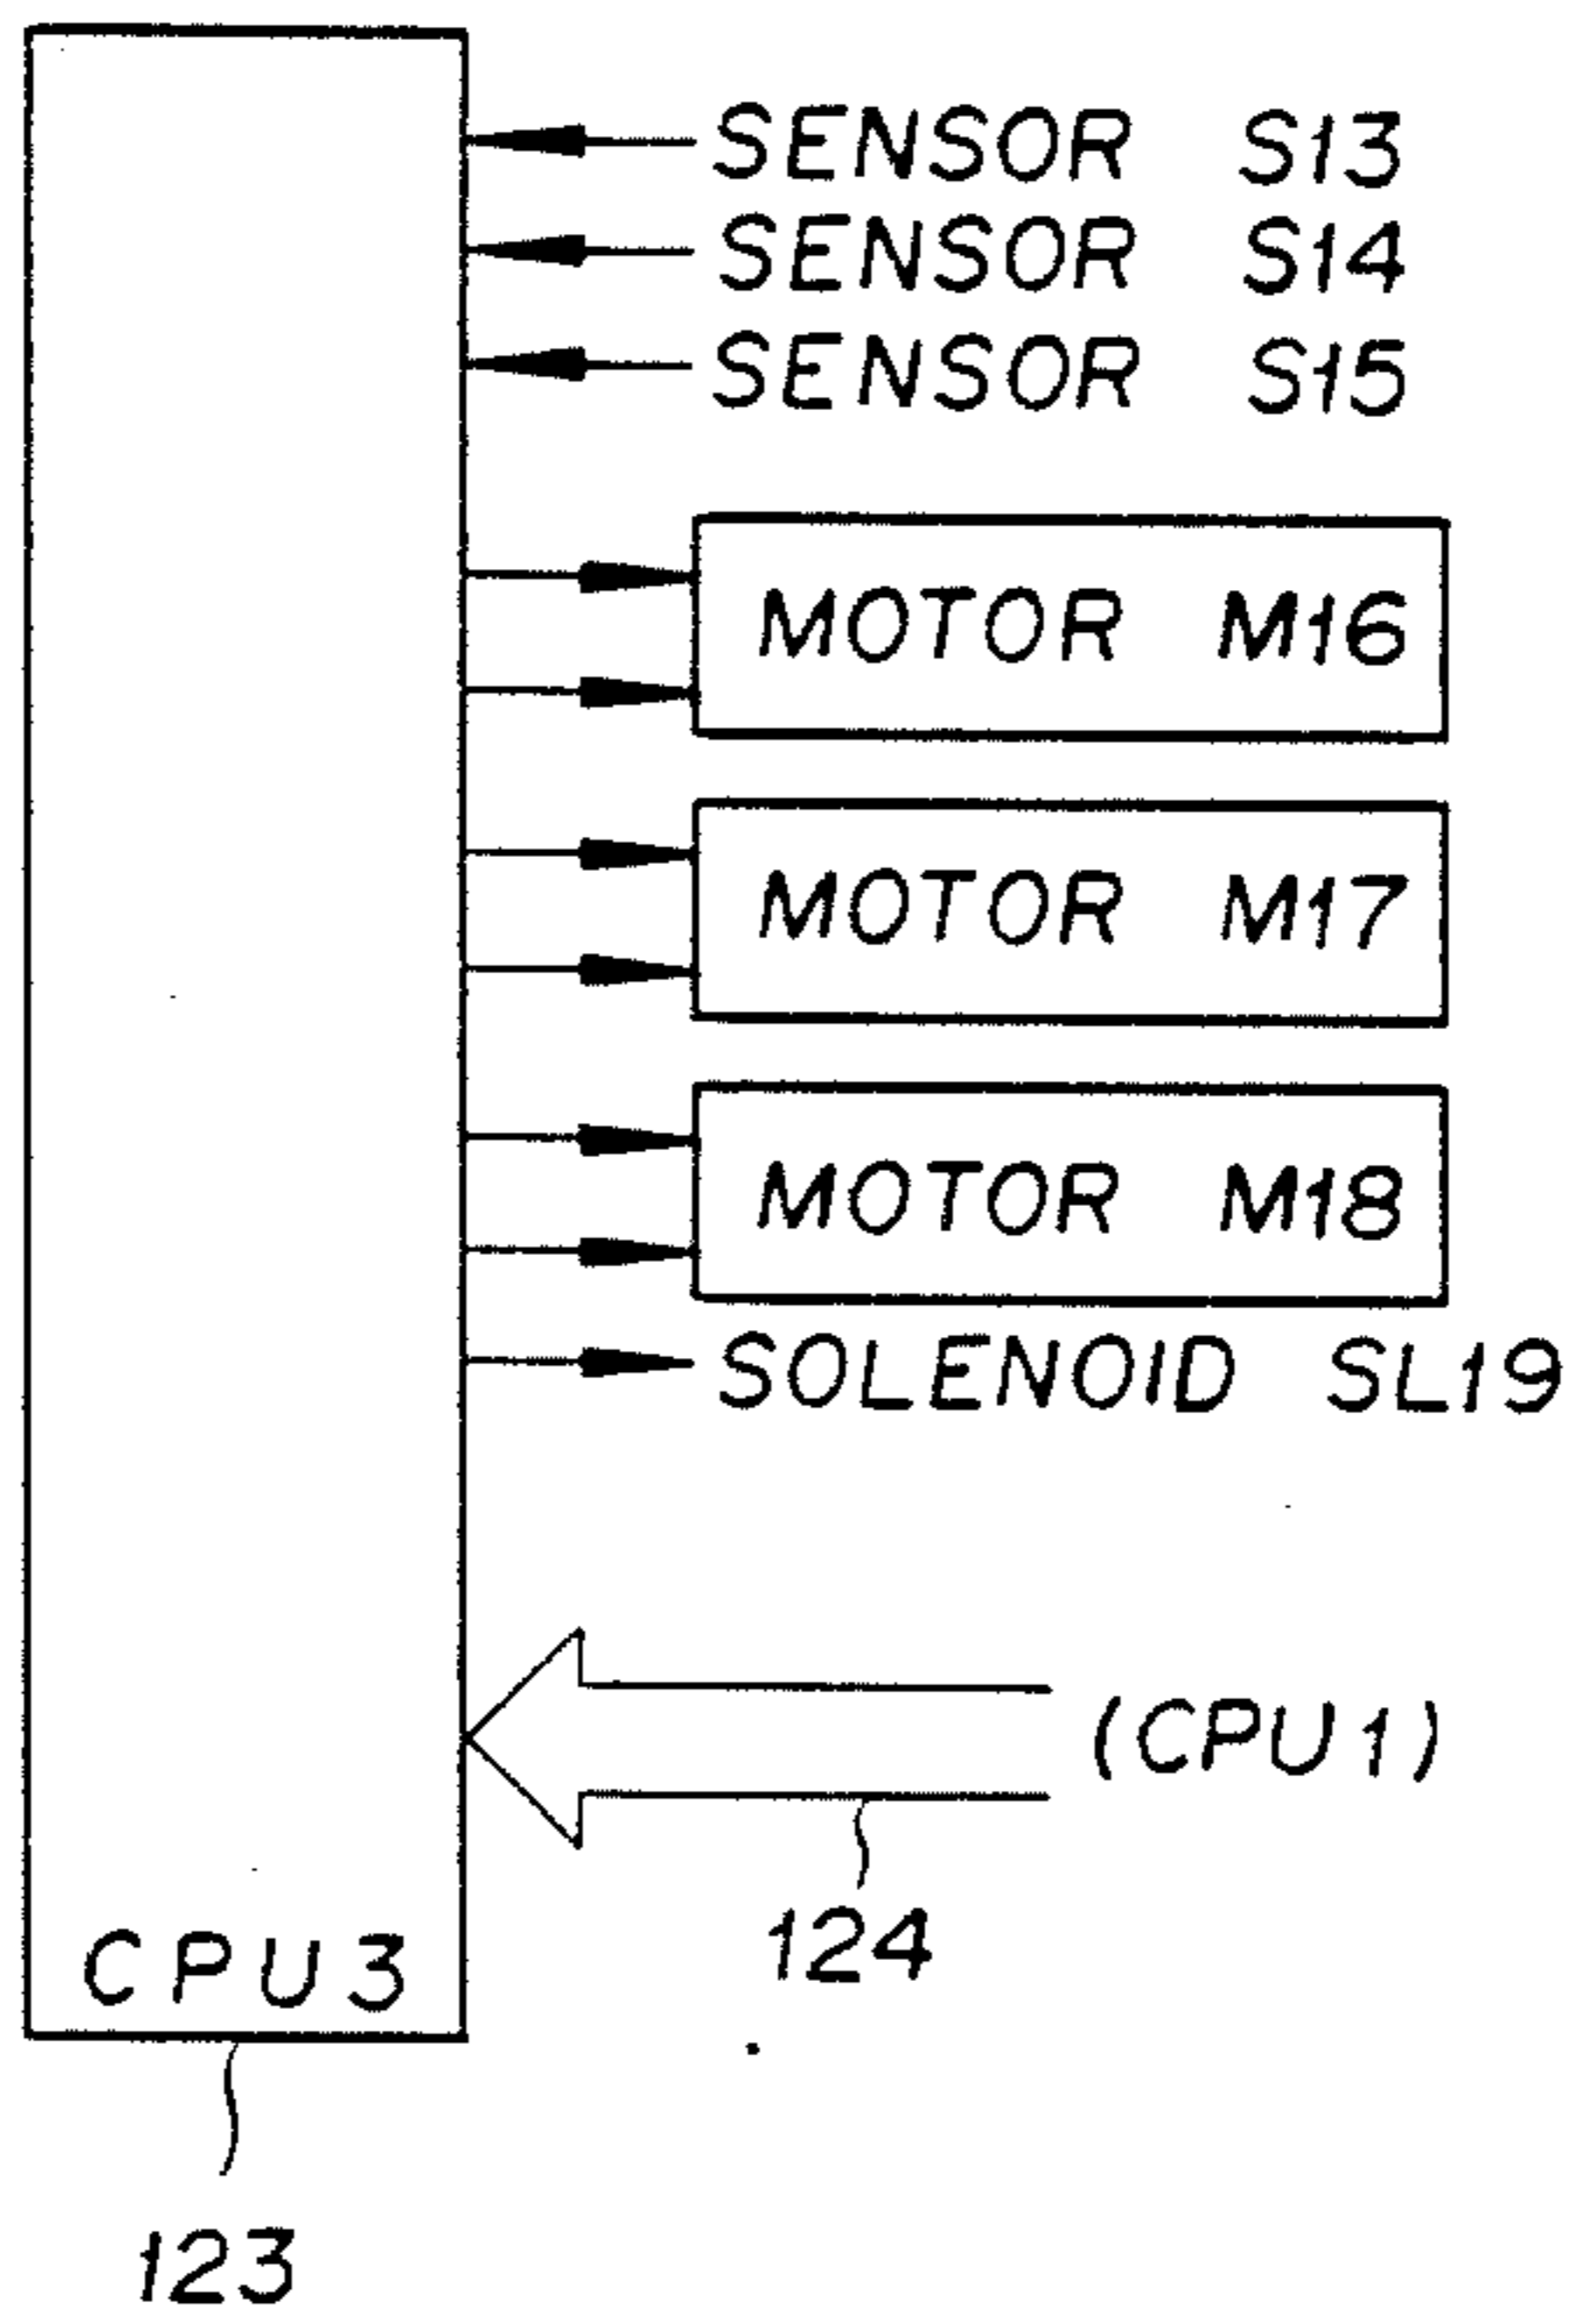 SENSOR S13
SENSOR S14
SENSOR S15
MOTOR M16
MOTOR M17
MOTOR M18
SOLENOID SL19
(CPU1)
124
CPU3
123